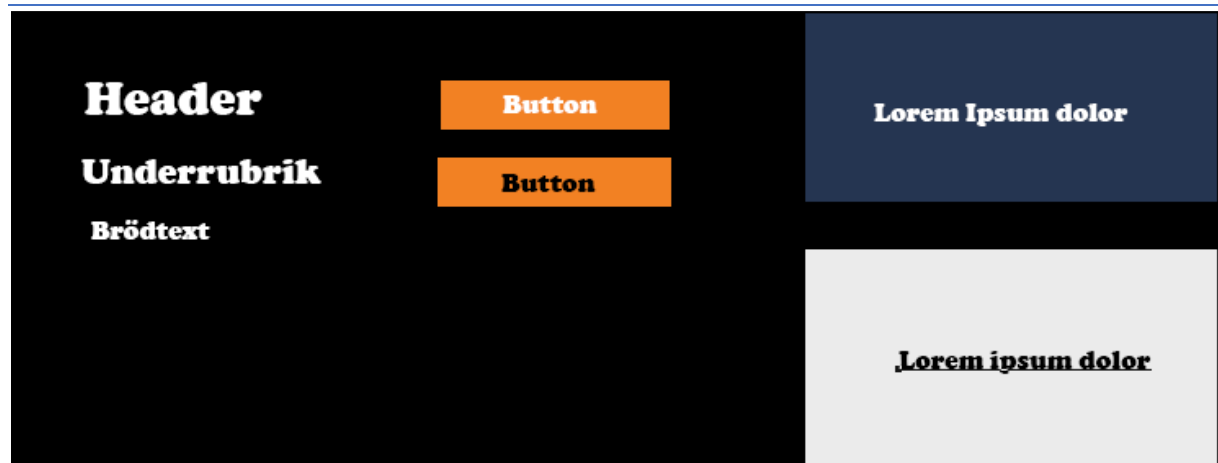 Header
Underrubrik
Brödtext
Button
Button
Lorem Ipsum dolor
Lorem ipsum dolor